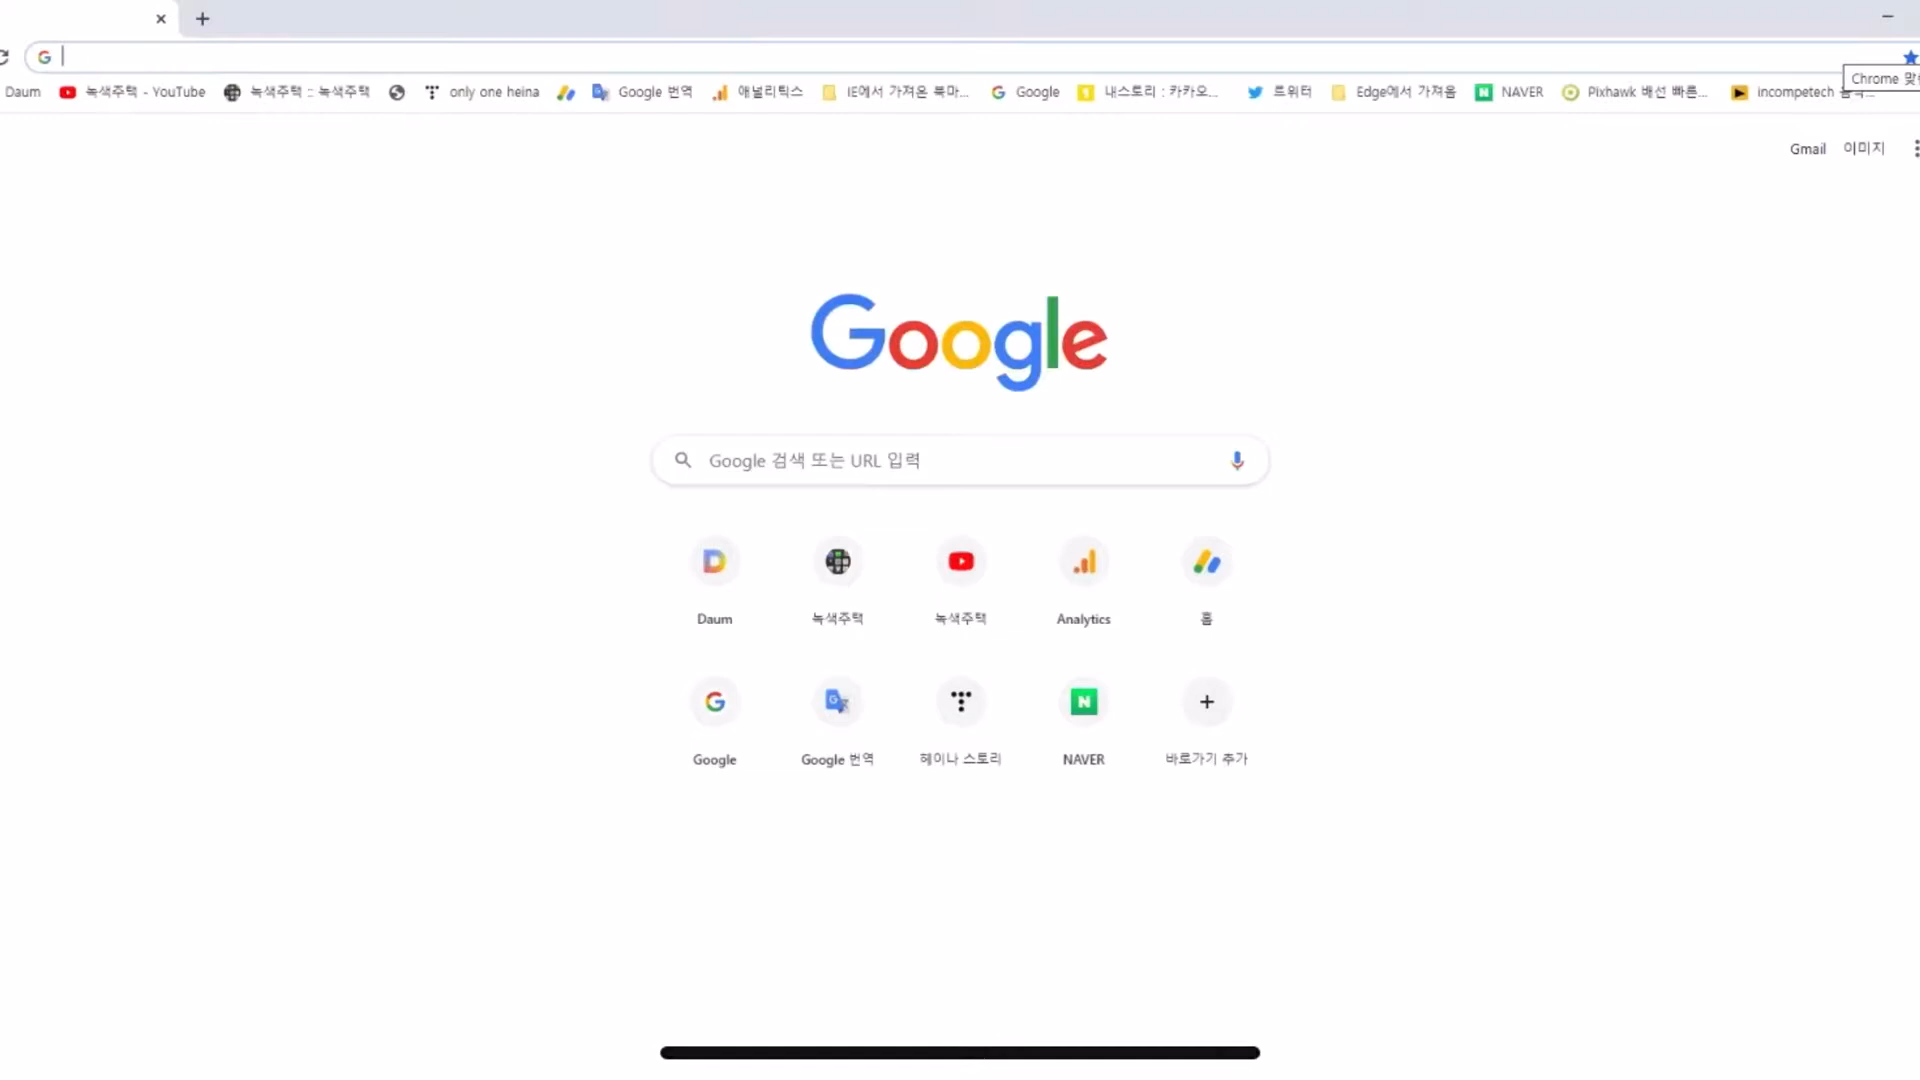 Daum 녹색주택 - YouTube 녹색주택 :: 녹색주택 only one heina Google 번역 애널리틱스 IE에서 가져온 북마... Google 내스토리 : 카카오... 트위터 Edge에서 가져옴 NAVER Pixhawk 배선 빠른... incompetech
Chrome
Gmail 이미지
Google
Google 검색 또는 URL 입력
Daum 녹색주택 녹색주택 Analytics 홈
Google Google 번역 헤이나 스토리 NAVER 바로가기 추가